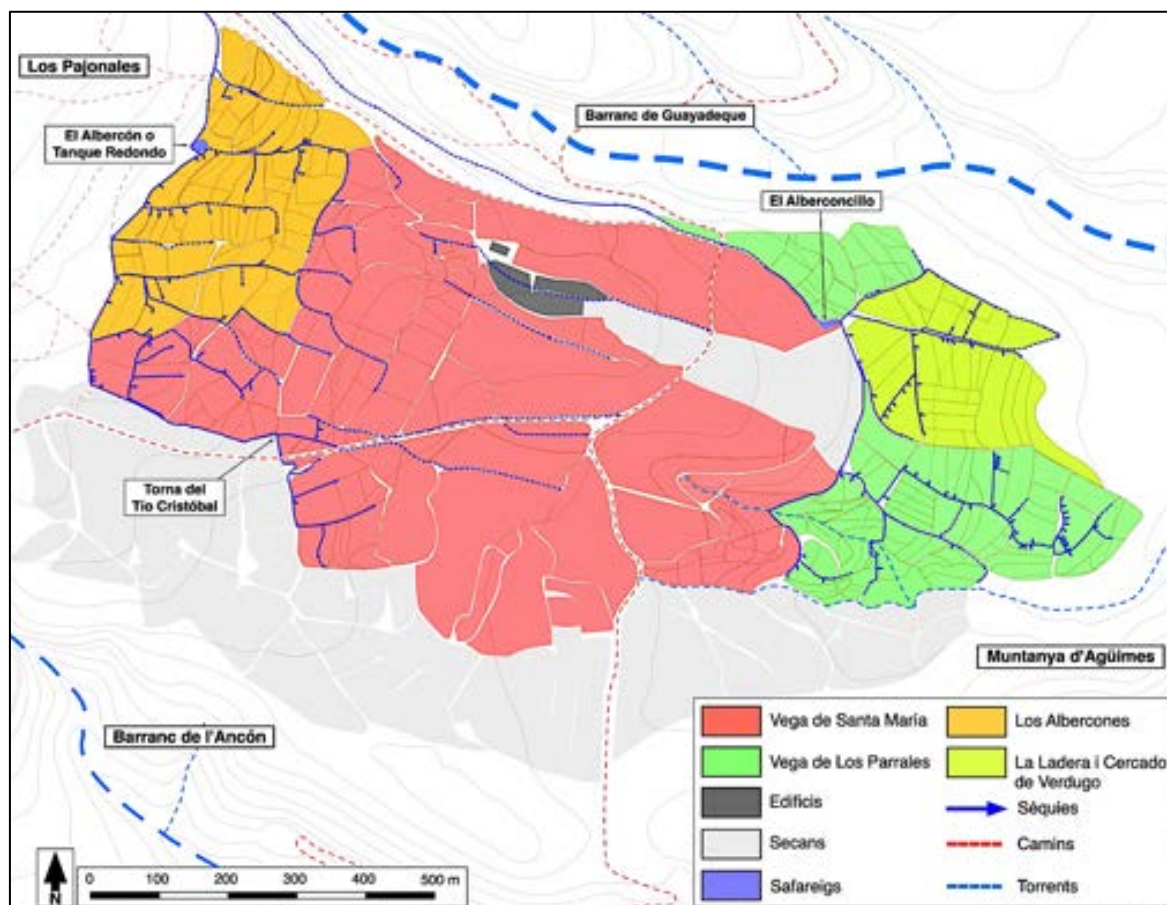 Los Pajonales
Barranc de Guayadeque
El Albercón o
Tanque Redondo
El Alberconcillo
Torna del
Tío Cristóbal
Muntanya d'Agüimes
Barranc de l'Ancón
Vega de Santa María
Vega de Los Parrales
Edificis
Secans
Safareigs
Los Albercones
La Ladera i Cercado
de Verdugo
Séquies
Camins
Torrents
N
0 100 200 300 400 500 m